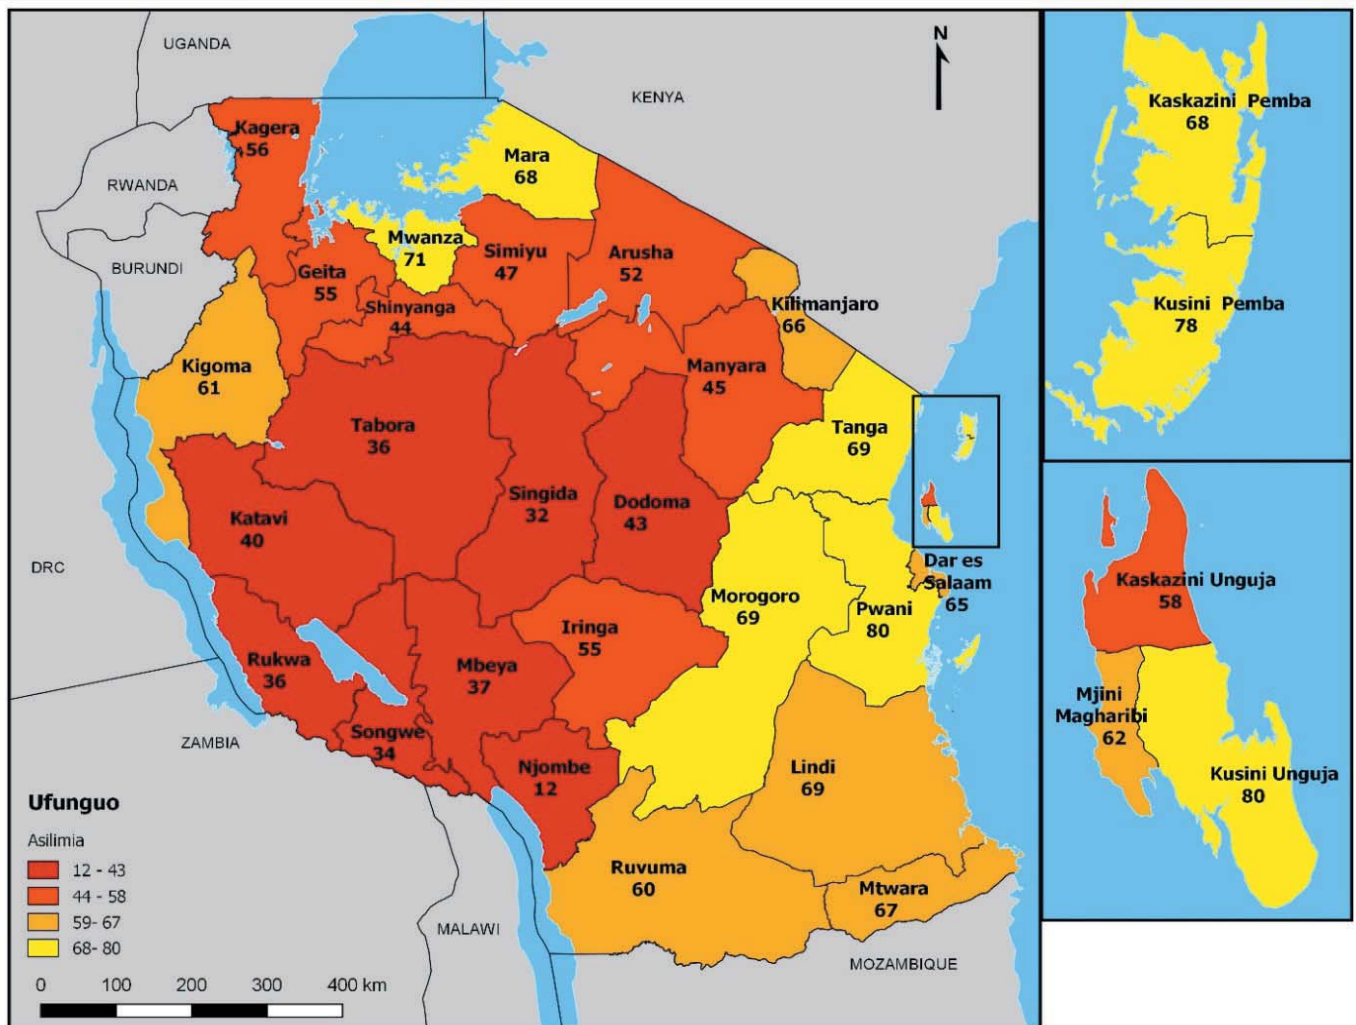 UGANDA
N
KENYA
Kagera
56
Mara
68
RWANDA
Mwanza
71
Simiyu
47
Arusha
52
BURUNDI
Geita
55
Shinyanga
44
Kilimanjaro
66
Kigoma
61
Manyara
45
Tabora
36
Tanga
69
Singida
32
Dodoma
43
Katavi
40
DRC
Dar es
Salaam
65
Morogoro
69
Pwani
80
Iringa
55
Rukwa
36
Mbeya
37
ZAMBIA
Songwe
34
Njombe
12
Lindi
69
Ruvuma
60
Mtwara
67
MALAWI
MOZAMBIQUE
Ufunguo
Asilimia
12 - 43
44 - 58
59- 67
68- 80
0 100 200 300 400 km
Kaskazini Pemba
68
Kusini Pemba
78
Kaskazini Unguja
58
Mjini
Magharibi
62
Kusini Unguja
80